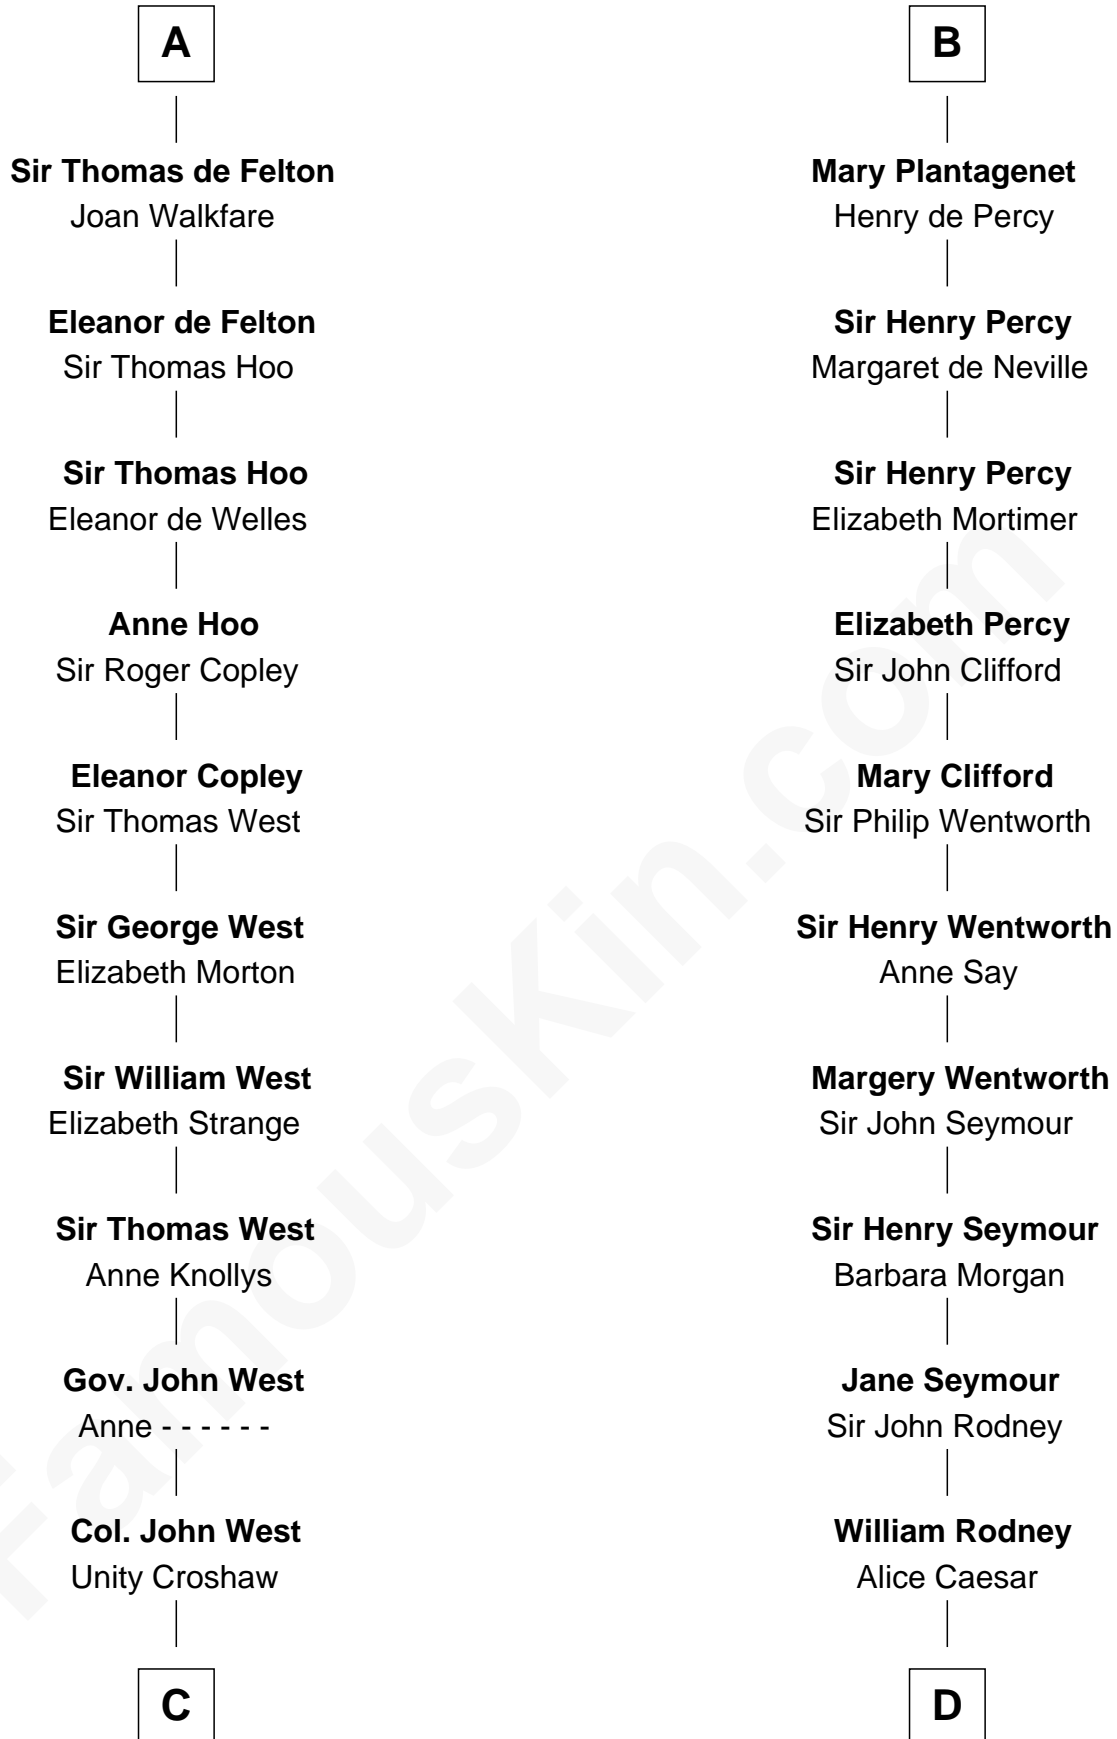 A
Sir Thomas de Felton
Joan Walkfare
Eleanor de Felton
Sir Thomas Hoo
Sir Thomas Hoo
Eleanor de Welles
Anne Hoo
Sir Roger Copley
Eleanor Copley
Sir Thomas West
Sir George West
Elizabeth Morton
Sir William West
Elizabeth Strange
Sir Thomas West
Anne Knollys
Gov. John West
Anne - - - - - -
Col. John West
Unity Croshaw
C
B
Mary Plantagenet
Henry de Percy
Sir Henry Percy
Margaret de Neville
Sir Henry Percy
Elizabeth Mortimer
Elizabeth Percy
Sir John Clifford
Mary Clifford
Sir Philip Wentworth
Sir Henry Wentworth
Anne Say
Margery Wentworth
Sir John Seymour
Sir Henry Seymour
Barbara Morgan
Jane Seymour
Sir John Rodney
William Rodney
Alice Caesar
D
FamousKin.com